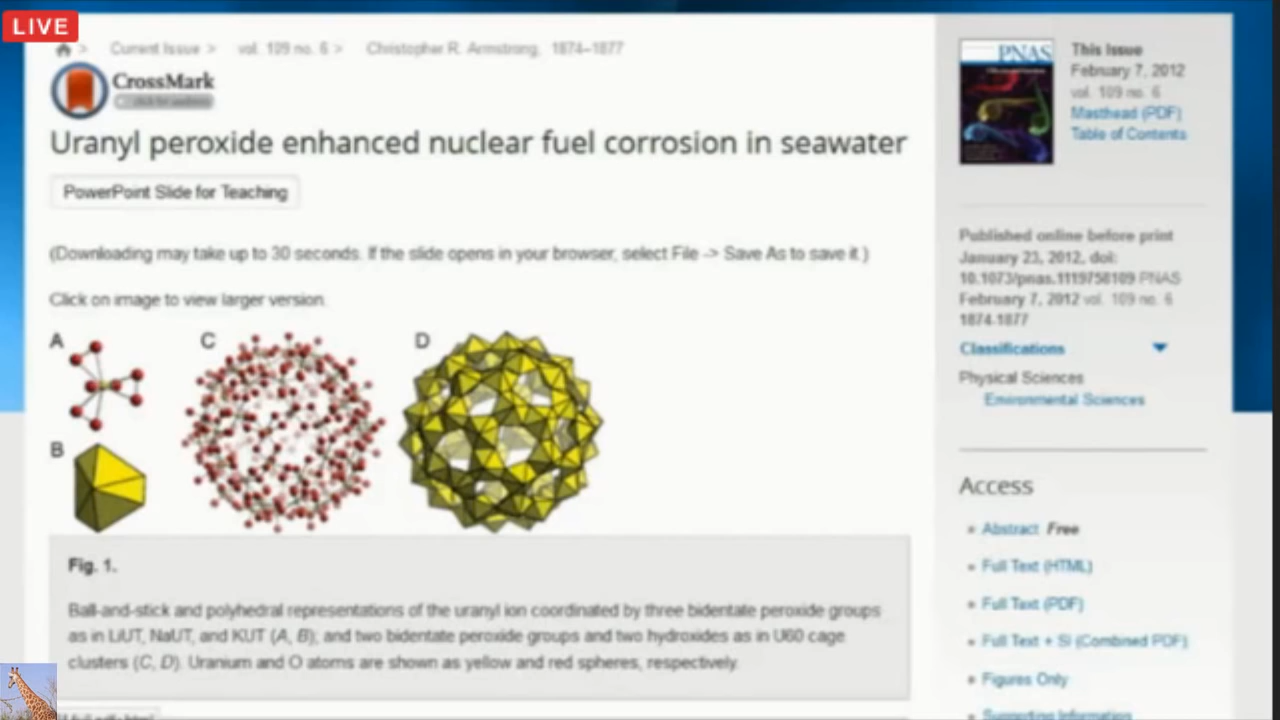 LIVE
> Current Issue > vol. 109 no. 6 > Christopher R. Armstrong, 1874–1877
CrossMark
Uranyl peroxide enhanced nuclear fuel corrosion in seawater
PowerPoint Slide for Teaching
(Downloading may take up to 30 seconds. If the slide opens in your browser, select File -> Save As to save it.)
Click on image to view larger version.
A
B
C
D
Fig. 1.
Ball-and-stick and polyhedral representations of the uranyl ion coordinated by three bidentate peroxide groups
as in LiUT, NaUT, and KUT (A, B); and two bidentate peroxide groups and two hydroxides as in U60 cage
clusters (C, D). Uranium and O atoms are shown as yellow and red spheres, respectively.
PNAS
This Issue
February 7, 2012
vol. 109 no. 6
Masthead (PDF)
Table of Contents
Published online before print
January 23, 2012, doi:
10.1073/pnas.1119758109 PNAS
February 7, 2012 vol. 109 no. 6
1874-1877
Classifications
Physical Sciences
Environmental Sciences
Access
Abstract Free
Full Text (HTML)
Full Text (PDF)
Full Text + SI (Combined PDF)
Figures Only
Supporting Information